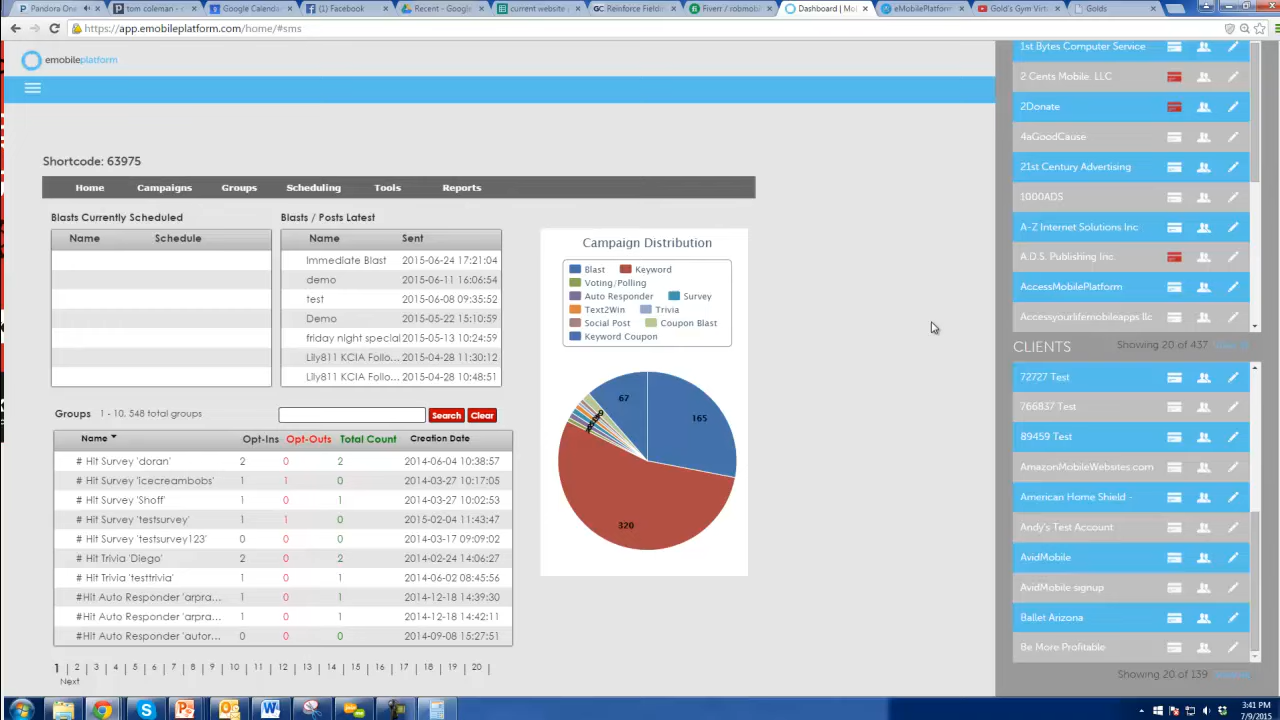 Pandora One
tom coleman -
Google Calendar
Facebook
Recent - Google
current website
GC: Reinforce Fieldin
Fiverr / robmobi
Dashboard | Mo
eMobilePlatform
Gold's Gym Virtu
Golds
https://app.emobileplatform.com/home/#sms
emobileplatform
Shortcode: 63975
Home Campaigns Groups Scheduling Tools Reports
Blasts Currently Scheduled
Name Schedule
Blasts / Posts Latest
Name Sent
Immediate Blast 2015-06-24 17:21:04
demo 2015-06-11 16:06:54
test 2015-06-08 09:35:52
Demo 2015-05-22 15:10:59
friday night special 2015-05-13 10:24:59
Lily811 KCIA Follo... 2015-04-28 11:30:12
Lily811 KCIA Follo... 2015-04-28 10:48:51
Campaign Distribution
Blast Keyword
Voting/Polling
Auto Responder Survey
Text2Win Trivia
Social Post Coupon Blast
Keyword Coupon
67
165
320
Groups 1 - 10, 548 total groups Search Clear
Name Opt-Ins Opt-Outs Total Count Creation Date
# Hit Survey 'doran' 2 0 2 2014-06-04 10:38:57
# Hit Survey 'icecreambobs' 1 1 0 2014-03-27 10:17:05
# Hit Survey 'Shoff' 1 0 1 2014-03-27 10:02:53
# Hit Survey 'testsurvey' 1 1 0 2015-02-04 11:43:47
# Hit Survey 'testsurvey123' 0 0 0 2014-03-17 09:09:02
# Hit Trivia 'Diego' 2 0 2 2014-02-24 14:06:27
# Hit Trivia 'testtrivia' 1 0 1 2014-06-02 08:45:56
#Hit Auto Responder 'arpra... 1 0 1 2014-12-18 14:39:30
#Hit Auto Responder 'arpra... 1 0 1 2014-12-18 14:42:11
#Hit Auto Responder 'autor... 0 0 0 2014-09-08 15:27:51
1 | 2 | 3 | 4 | 5 | 6 | 7 | 8 | 9 | 10 | 11 | 12 | 13 | 14 | 15 | 16 | 17 | 18 | 19 | 20 |
Next
1st Bytes Computer Service
2 Cents Mobile, LLC
2Donate
4aGoodCause
21st Century Advertising
1000ADS
A-Z Internet Solutions Inc
A.D.S. Publishing Inc.
AccessMobilePlatform
Accessyourlifemobileapps llc
CLIENTS Showing 20 of 437
72727 Test
766837 Test
89459 Test
AmazonMobileWebsites.com
American Home Shield -
Andy's Test Account
AvidMobile
AvidMobile signup
Ballet Arizona
Be More Profitable
Showing 20 of 139
3:41 PM
7/9/2015